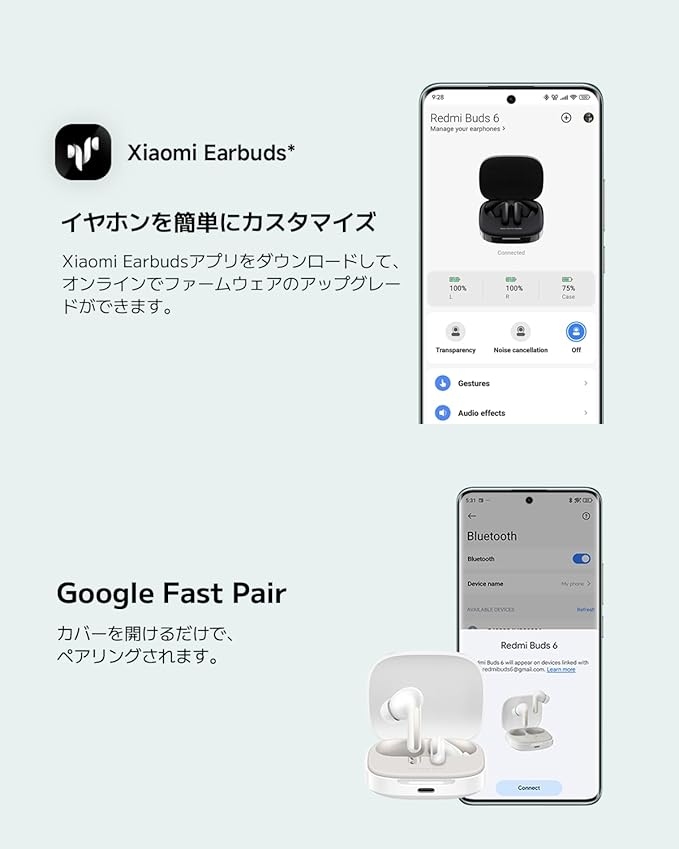 Xiaomi Earbuds*
イヤホンを簡単にカスタマイズ
Xiaomi Earbudsアプリをダウンロードして、
オンラインでファームウェアのアップグレー
ドができます。
9:28
Redmi Buds 6
Manage your earphones >
Connected
100% 100% 75%
L R Case
Transparency Noise cancellation Off
Gestures
Audio effects
Google Fast Pair
カバーを開けるだけで、
ペアリングされます。
5:31
Bluetooth
Bluetooth
Device name My phone >
AVAILABLE DEVICES Refresh
Redmi Buds 6
mi Buds 6 will appear on devices linked with
redmibuds6@gmail.com. Learn more
Connect